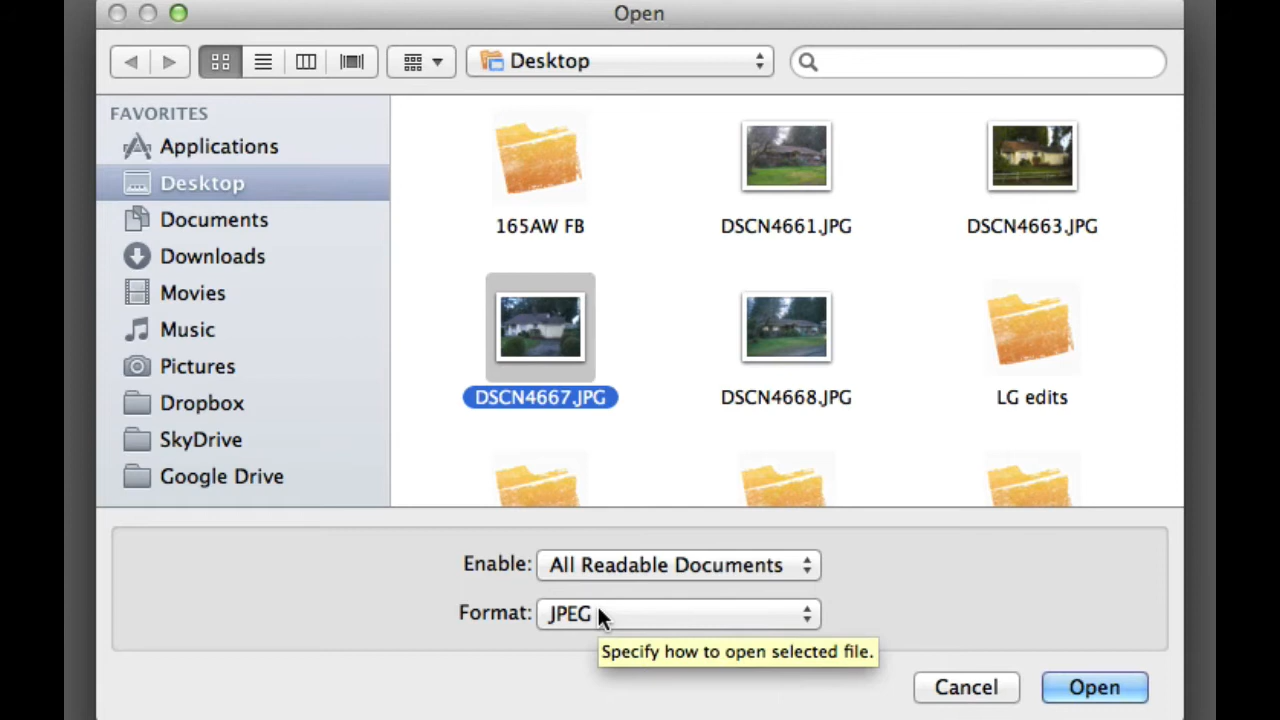 Open
Desktop
FAVORITES
Applications
Desktop
Documents
Downloads
Movies
Music
Pictures
Dropbox
SkyDrive
Google Drive
165AW FB
DSCN4661.JPG
DSCN4663.JPG
DSCN4667.JPG
DSCN4668.JPG
LG edits
Enable: All Readable Documents
Format: JPEG
Specify how to open selected file.
Cancel
Open